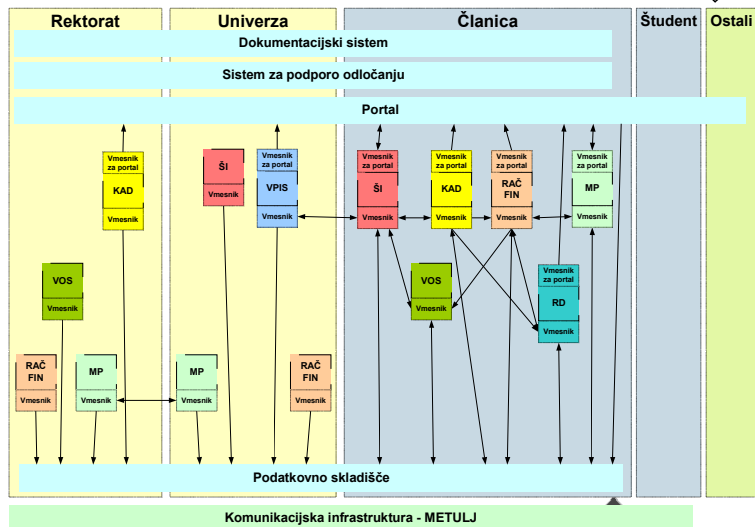 Rektorat
Univerza
Članica
Študent
Ostali
Dokumentacijski sistem
Sistem za podporo odločanju
Portal
Vmesnik
za portal
KAD
Vmesnik
ŠI
Vmesnik
Vmesnik
za portal
VPIS
Vmesnik
Vmesnik
za portal
ŠI
Vmesnik
Vmesnik
za portal
KAD
Vmesnik
Vmesnik
za portal
RAČ
FIN
Vmesnik
Vmesnik
za portal
MP
Vmesnik
VOS
Vmesnik
VOS
Vmesnik
Vmesnik
za portal
RD
Vmesnik
RAČ
FIN
Vmesnik
MP
Vmesnik
MP
Vmesnik
RAČ
FIN
Vmesnik
Podatkovno skladišče
Komunikacijska infrastruktura - METULJ